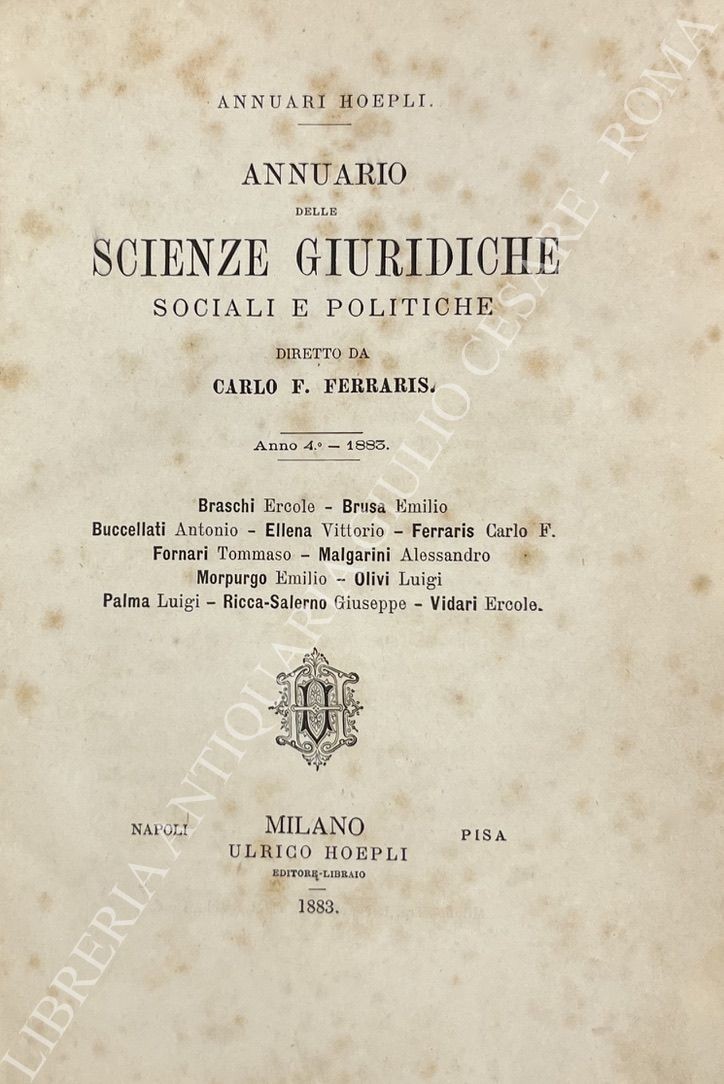 ANNUARI HOEPLI.
ANNUARIO
DELLE
SCIENZE GIURIDICHE
SOCIALI E POLITICHE
DIRETTO DA
CARLO F. FERRARIS.
Anno 4.º — 1883.
Braschi Ercole - Brusa Emilio
Buccellati Antonio - Ellena Vittorio - Ferraris Carlo F.
Fornari Tommaso - Malgarini Alessandro
Morpurgo Emilio - Olivi Luigi
Palma Luigi - Ricca-Salerno Giuseppe - Vidari Ercole.
NAPOLI MILANO PISA
ULRICO HOEPLI
EDITORE-LIBRAIO
1883.
LIBRERIA ANTIQUARIA GIULIO CESARE - ROMA